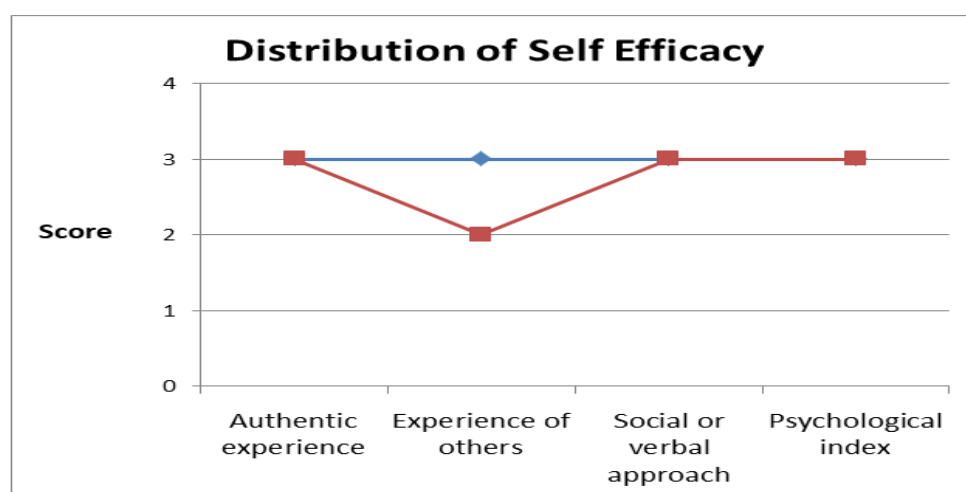 Distribution of Self Efficacy
4
3
Score
2
1
0
Authentic
experience
Experience of
others
Social or
verbal
approach
Psychological
index